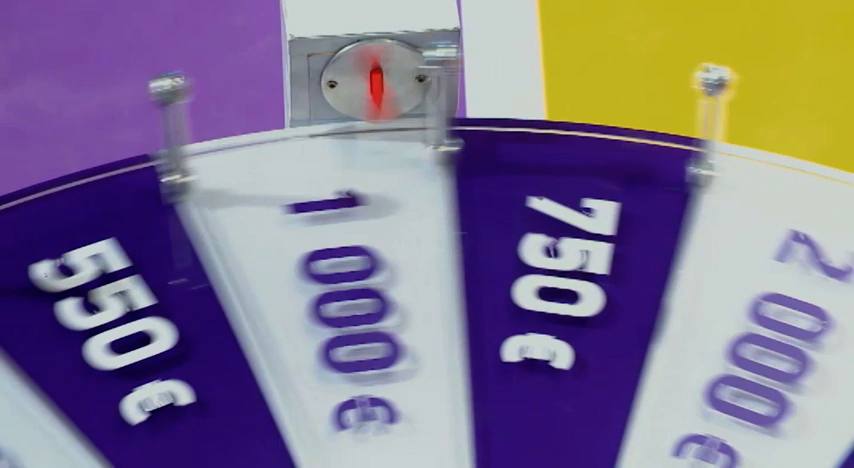 550 €
1 000 €
750 €
2 000 €